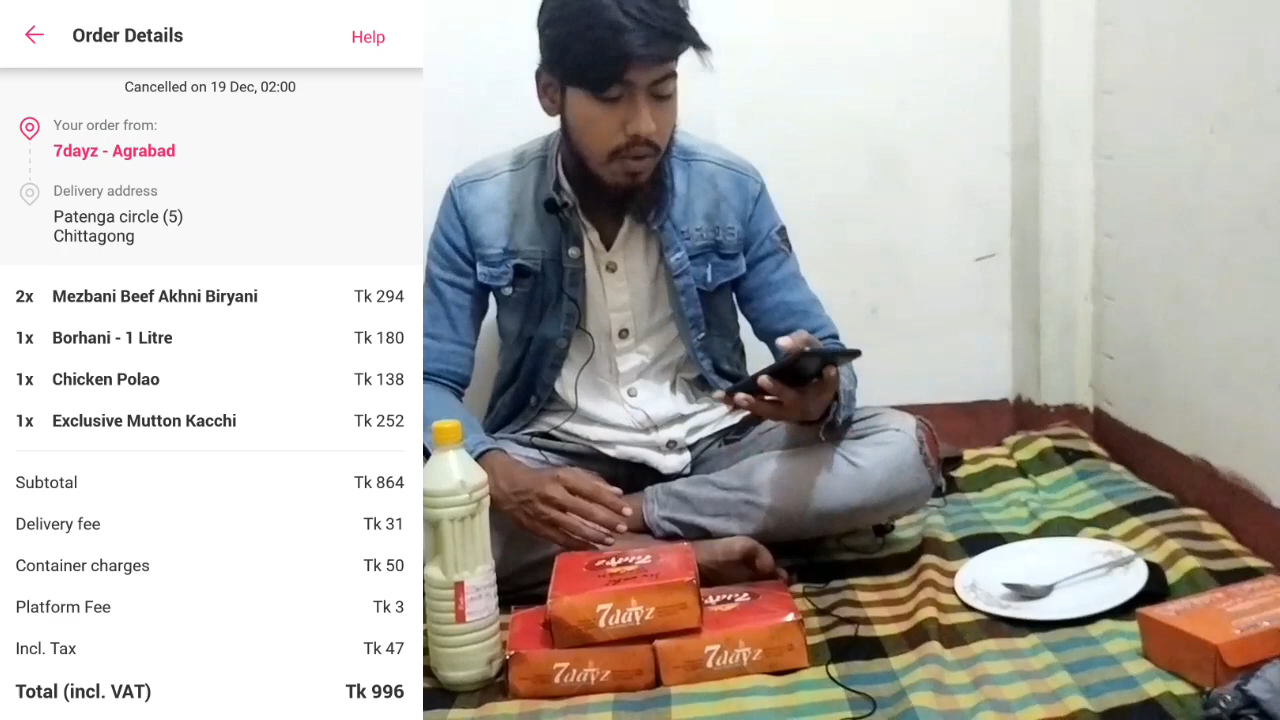 Order Details
Help
Cancelled on 19 Dec, 02:00
Your order from:
7dayz - Agrabad
Delivery address
Patenga circle (5)
Chittagong
2x Mezbani Beef Akhni Biryani Tk 294
1x Borhani - 1 Litre Tk 180
1x Chicken Polao Tk 138
1x Exclusive Mutton Kacchi Tk 252
Subtotal Tk 864
Delivery fee Tk 31
Container charges Tk 50
Platform Fee Tk 3
Incl. Tax Tk 47
Total (incl. VAT) Tk 996
7dayz
7dayz
7dayz
7dayz